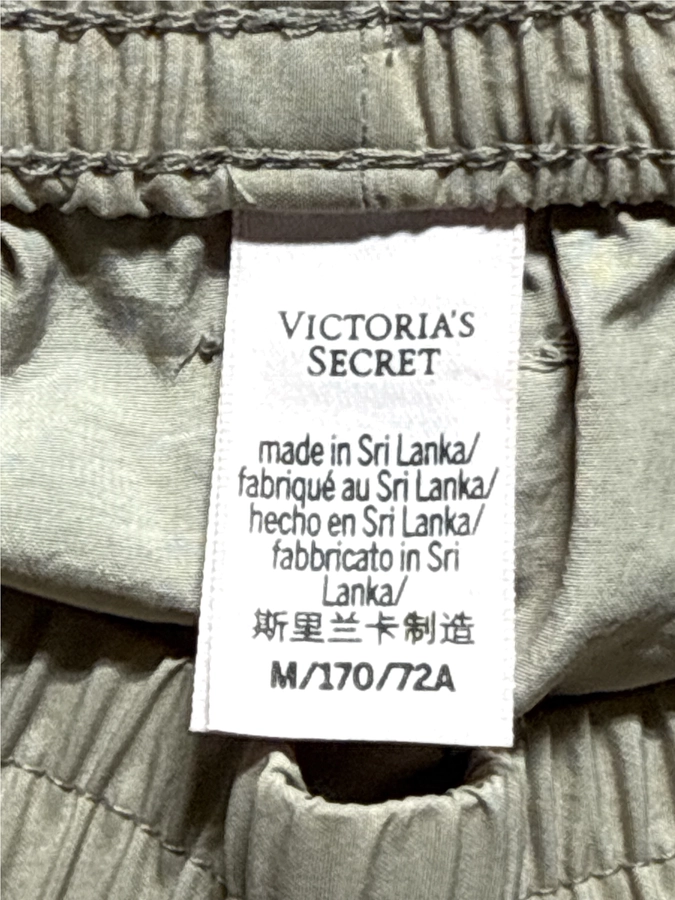 VICTORIA'S
SECRET
made in Sri Lanka/
fabriqué au Sri Lanka/
hecho en Sri Lanka/
fabbricato in Sri
Lanka/
斯里兰卡制造
M/170/72A